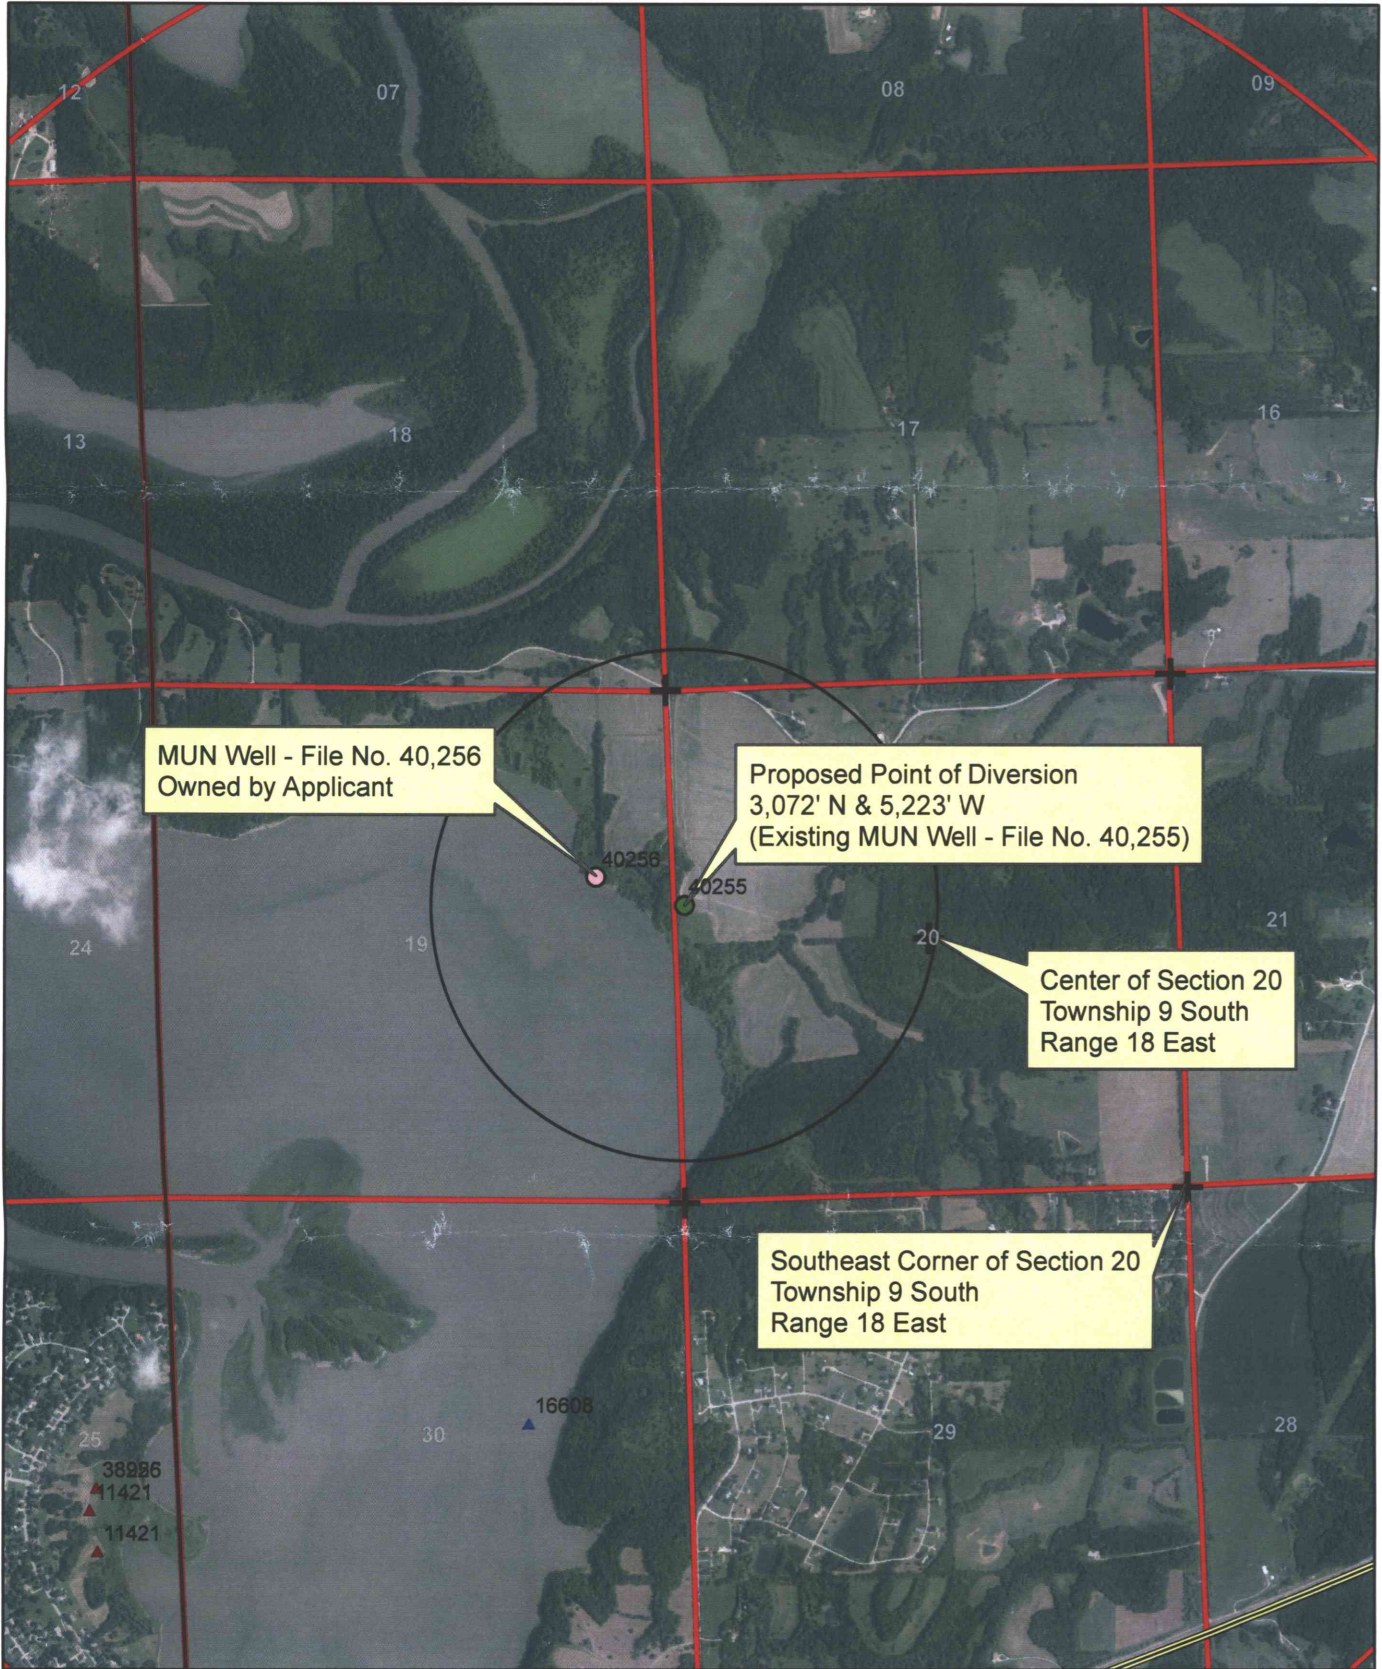 12
07
08
09
13
18
17
16
MUN Well - File No. 40,256
Owned by Applicant
Proposed Point of Diversion
3,072' N & 5,223' W
(Existing MUN Well - File No. 40,255)
40256
40255
24
19
20
21
Center of Section 20
Township 9 South
Range 18 East
Southeast Corner of Section 20
Township 9 South
Range 18 East
16608
25
30
29
28
11421
11421